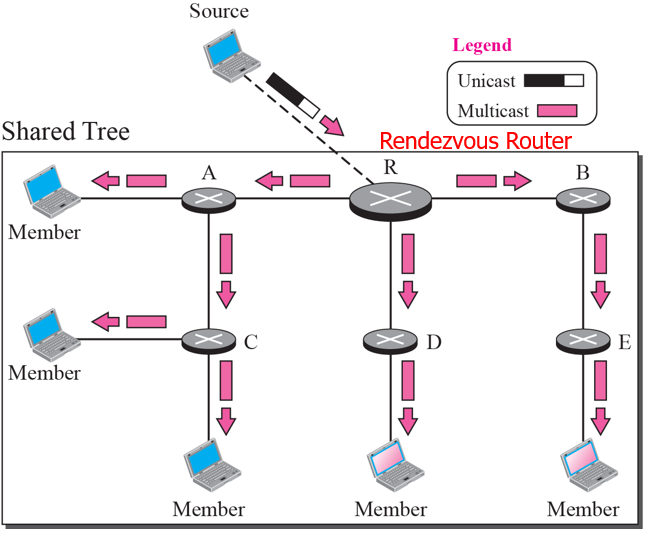 Source
Legend
Unicast
Multicast
Shared Tree
Rendezvous Router
A
R
B
Member
Member
C
D
E
Member
Member
Member